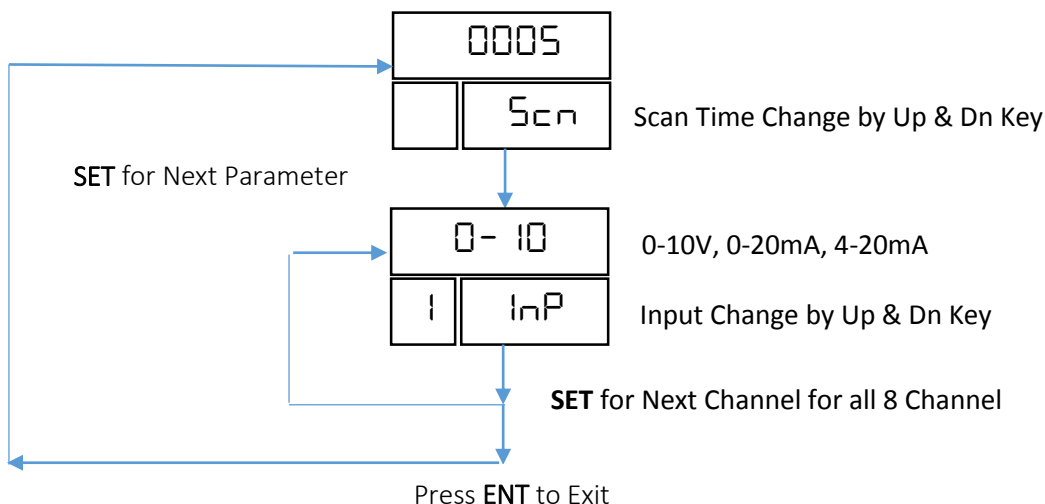 0005
Scn
Scan Time Change by Up & Dn Key
SET for Next Parameter
0-10
0-10V, 0-20mA, 4-20mA
1 InP
Input Change by Up & Dn Key
SET for Next Channel for all 8 Channel
Press ENT to Exit